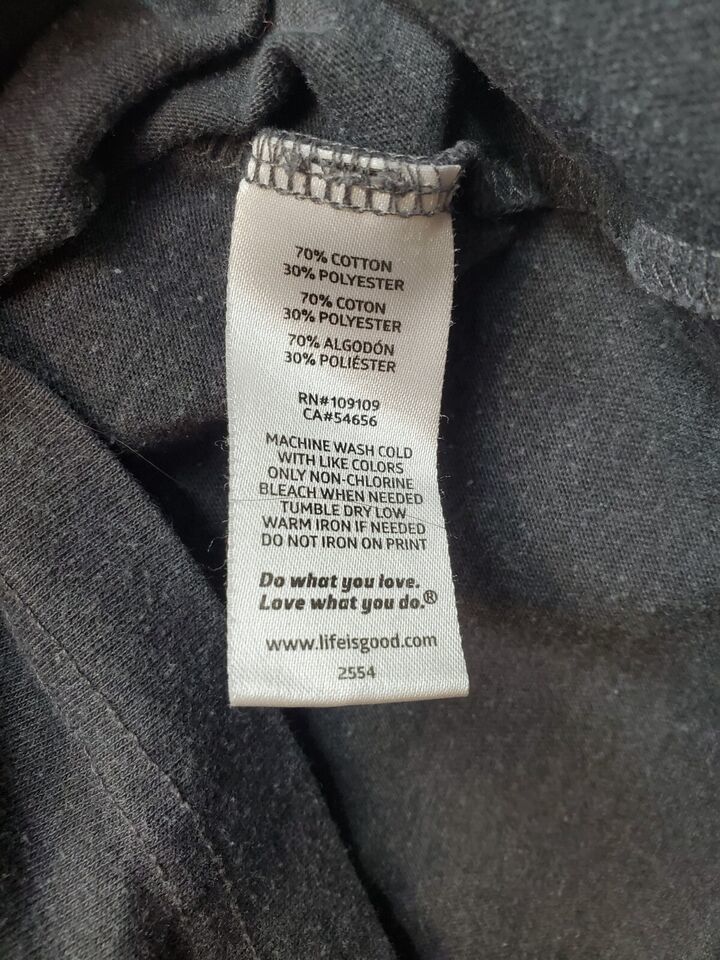 70% COTTON
30% POLYESTER
70% COTON
30% POLYESTER
70% ALGODÓN
30% POLIÉSTER
RN#109109
CA#54656
MACHINE WASH COLD
WITH LIKE COLORS
ONLY NON-CHLORINE
BLEACH WHEN NEEDED
TUMBLE DRY LOW
WARM IRON IF NEEDED
DO NOT IRON ON PRINT
Do what you love.
Love what you do.®
www.lifeisgood.com
2554